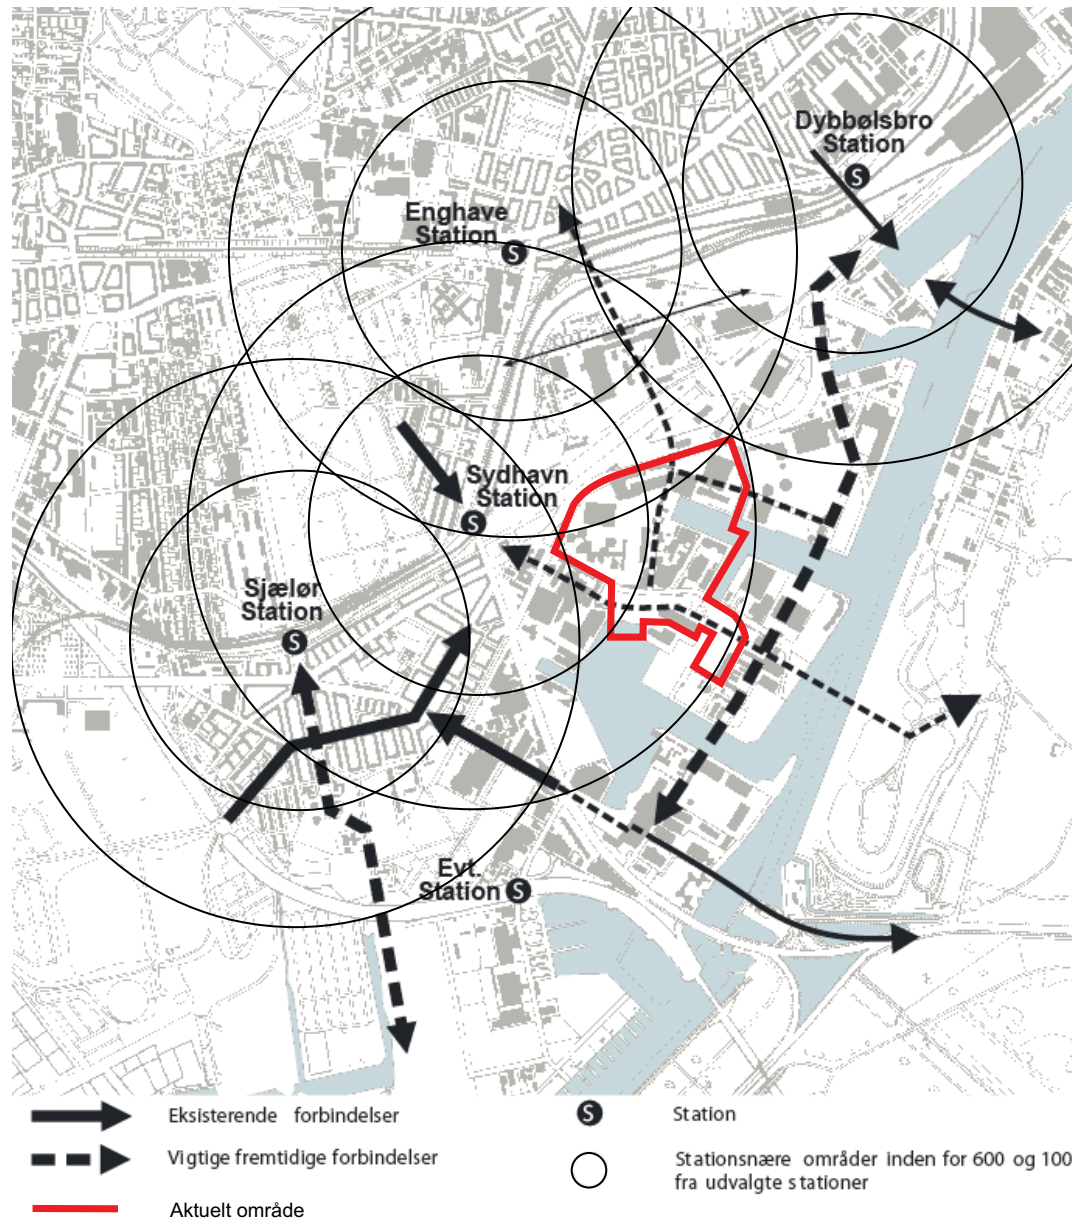 Dybbølsbro
Station
S
Enghave
Station
S
Sydhavn
Station
S
Sjælør
Station
S
Evt.
Station S
Eksisterende forbindelser
S Station
Vigtige fremtidige forbindelser
Stationsnære områder inden for 600 og 100
fra udvalgte stationer
Aktuelt område